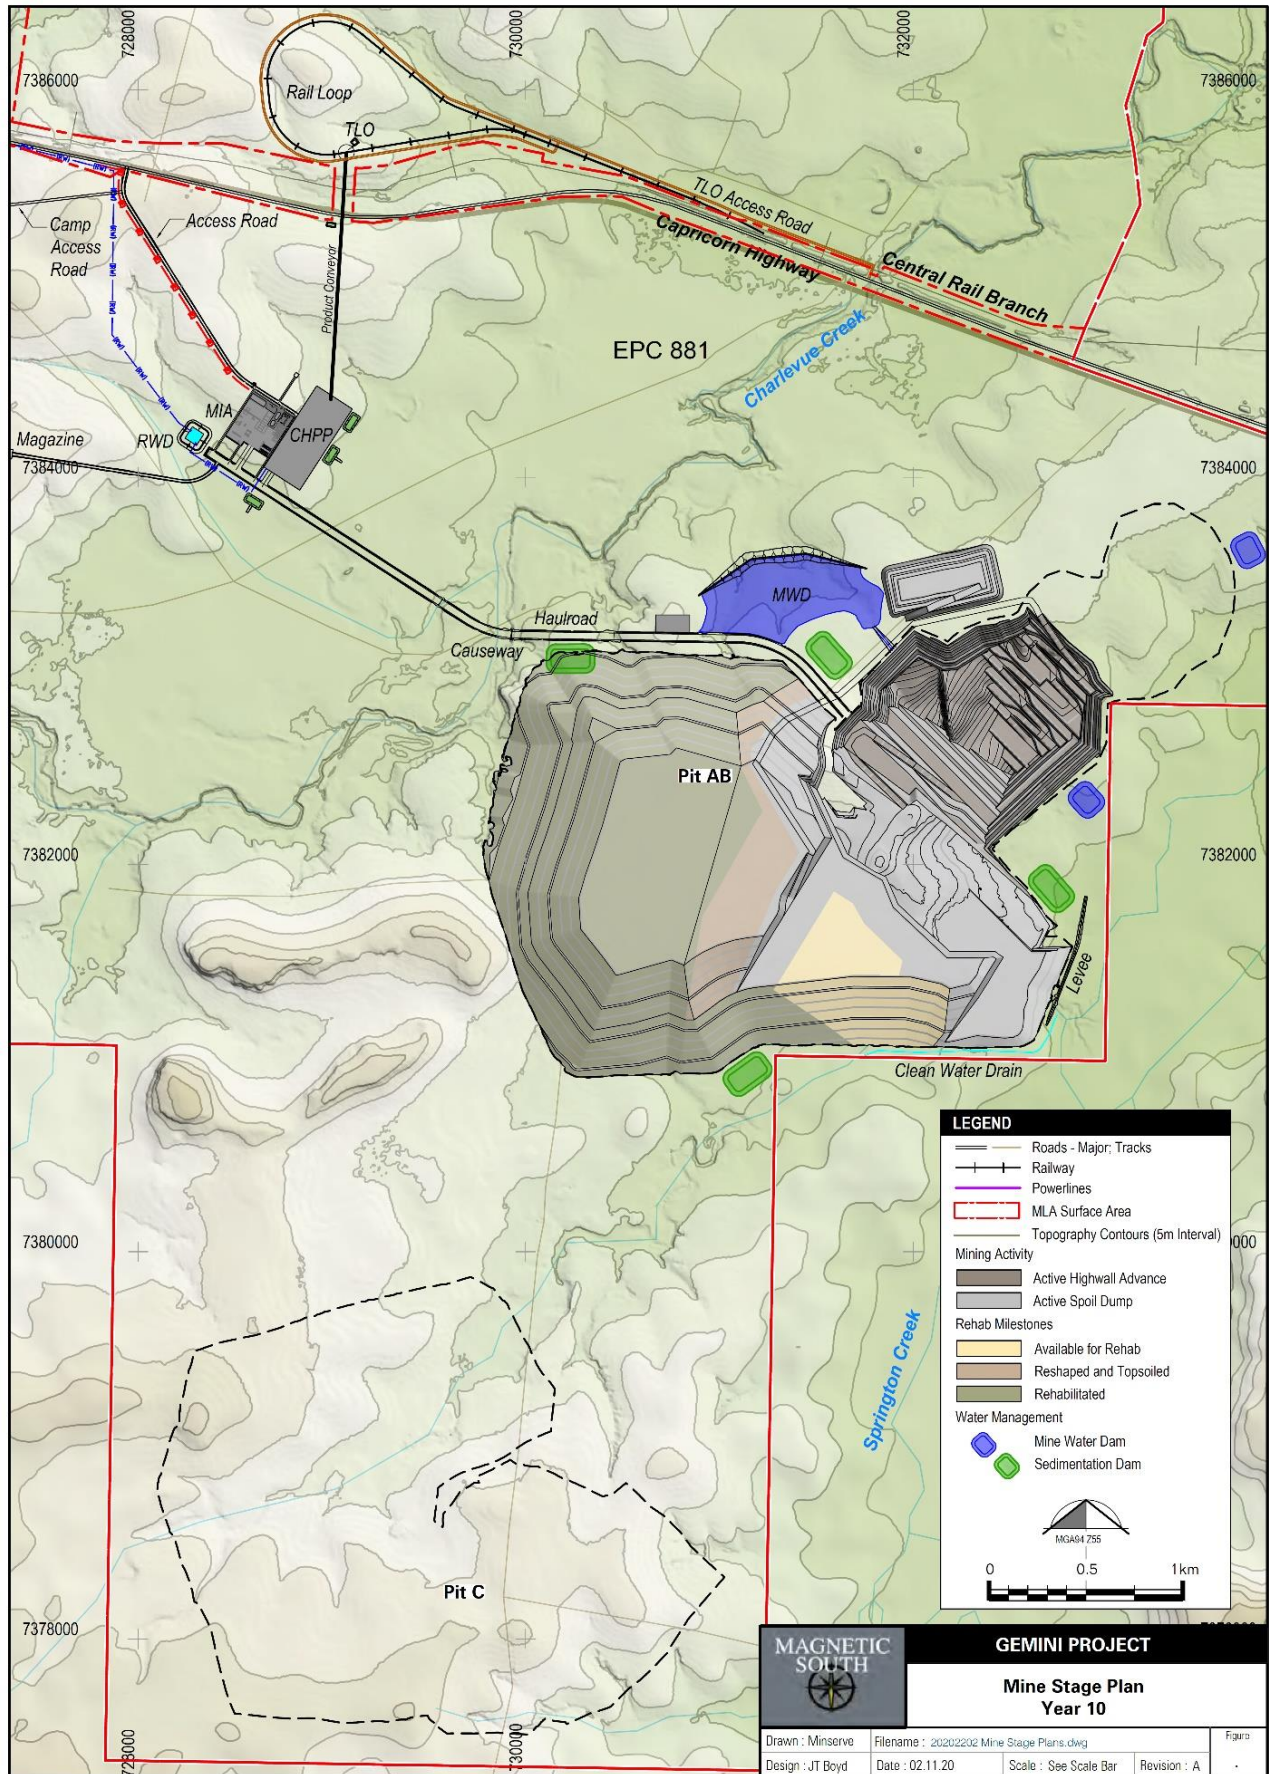 728000
730000
732000
7386000
7386000
Rail Loop
TLO
TLO Access Road
Access Road
Camp
Access
Road
Product Conveyor
Capricorn Highway
Central Rail Branch
EPC 881
Charlevue Creek
MIA
CHPP
RWD
Magazine
7384000
7384000
MWD
Haulroad
Causeway
Pit AB
7382000
7382000
Levee
Clean Water Drain
LEGEND
Roads - Major; Tracks
Railway
Powerlines
MLA Surface Area
Topography Contours (5m Interval)
Mining Activity
Active Highwall Advance
Active Spoil Dump
Rehab Milestones
Available for Rehab
Reshaped and Topsoiled
Rehabilitated
Water Management
Mine Water Dam
Sedimentation Dam
MGA94 Z55
0 0.5 1km
7380000
Springton Creek
Pit C
7378000
728000
730000
MAGNETIC
SOUTH
GEMINI PROJECT
Mine Stage Plan
Year 10
Drawn : Minserve
Filename : 20202202 Mine Stage Plans.dwg
Figure
Design : JT Boyd
Date : 02.11.20
Scale : See Scale Bar
Revision : A
-